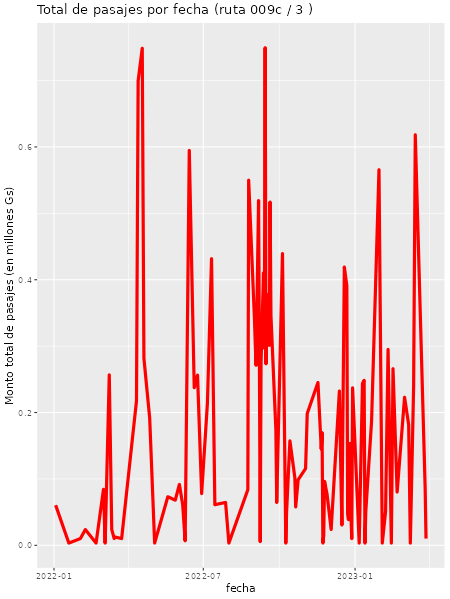 Total de pasajes por fecha (ruta 009c / 3 )
Monto total de pasajes (en millones Gs)
0.6
0.4
0.2
0.0
2022-01 2022-07 2023-01
fecha